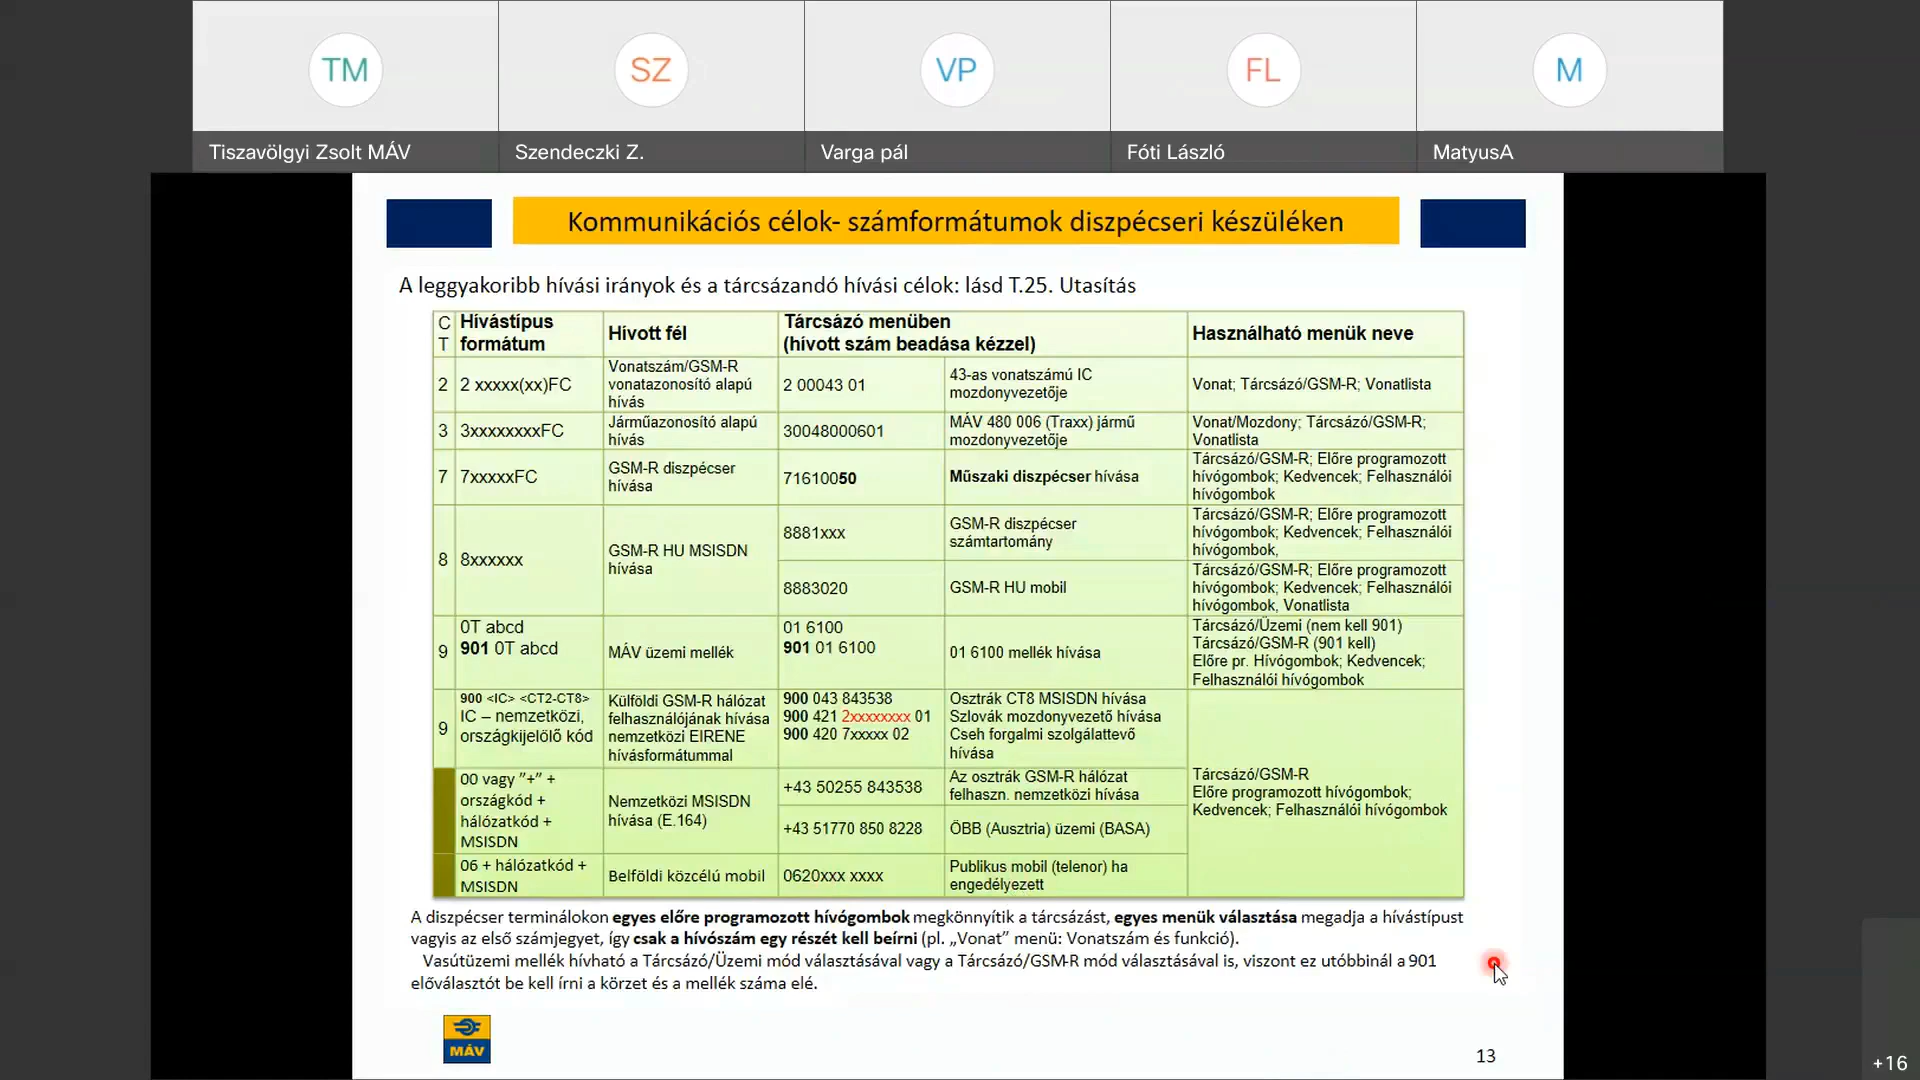 TM
SZ
VP
FL
M
Tiszavölgyi Zsolt MÁV
Szendeczki Z.
Varga pál
Fóti László
MatyusA
Kommunikációs célok- számformátumok diszpécseri készüléken
A leggyakoribb hívási irányok és a tárcsázandó hívási célok: lásd T.25. Utasítás
C
T
Hívástípus
formátum
Hívott fél
Tárcsázó menüben
(hívott szám beadása kézzel)
Használható menük neve
2
2 xxxxx(xx)FC
Vonatszám/GSM-R
vonatazonosító alapú
hívás
2 00043 01
43-as vonatszámú IC
mozdonyvezetője
Vonat; Tárcsázó/GSM-R; Vonatlista
3
3xxxxxxxxFC
Járműazonosító alapú
hívás
30048000601
MÁV 480 006 (Traxx) jármű
mozdonyvezetője
Vonat/Mozdony; Tárcsázó/GSM-R;
Vonatlista
7
7xxxxxFC
GSM-R diszpécser
hívása
71610050
Műszaki diszpécser hívása
Tárcsázó/GSM-R; Előre programozott
hívógombok; Kedvencek; Felhasználói
hívógombok
8
8xxxxxx
GSM-R HU MSISDN
hívása
8881xxx
GSM-R diszpécser
számtartomány
Tárcsázó/GSM-R; Előre programozott
hívógombok; Kedvencek; Felhasználói
hívógombok,
8883020
GSM-R HU mobil
Tárcsázó/GSM-R; Előre programozott
hívógombok; Kedvencek; Felhasználói
hívógombok, Vonatlista
9
0T abcd
901 0T abcd
MÁV üzemi mellék
01 6100
901 01 6100
01 6100 mellék hívása
Tárcsázó/Üzemi (nem kell 901)
Tárcsázó/GSM-R (901 kell)
Előre pr. Hívógombok; Kedvencek;
Felhasználói hívógombok
9
900 <IC> <CT2-CT8>
IC – nemzetközi,
országkijelölő kód
Külföldi GSM-R hálózat
felhasználójának hívása
nemzetközi EIRENE
hívásformátummal
900 043 843538
900 421 2xxxxxxxx 01
900 420 7xxxxx 02
Osztrák CT8 MSISDN hívása
Szlovák mozdonyvezető hívása
Cseh forgalmi szolgálattevő
hívása
Tárcsázó/GSM-R
Előre programozott hívógombok;
Kedvencek; Felhasználói hívógombok
00 vagy ”+” +
országkód +
hálózatkód +
MSISDN
Nemzetközi MSISDN
hívása (E.164)
+43 50255 843538
Az osztrák GSM-R hálózat
felhaszn. nemzetközi hívása
+43 51770 850 8228
ÖBB (Ausztria) üzemi (BASA)
06 + hálózatkód +
MSISDN
Belföldi közcélú mobil
0620xxx xxxx
Publikus mobil (telenor) ha
engedélyezett
A diszpécser terminálokon egyes előre programozott hívógombok megkönnyítik a tárcsázást, egyes menük választása megadja a hívástípust
vagyis az első számjegyet, így csak a hívószám egy részét kell beírni (pl. „Vonat” menü: Vonatszám és funkció).
Vasútüzemi mellék hívható a Tárcsázó/Üzemi mód választásával vagy a Tárcsázó/GSM-R mód választásával is, viszont ez utóbbinál a 901
előválasztót be kell írni a körzet és a mellék száma elé.
MÁV
13
+16